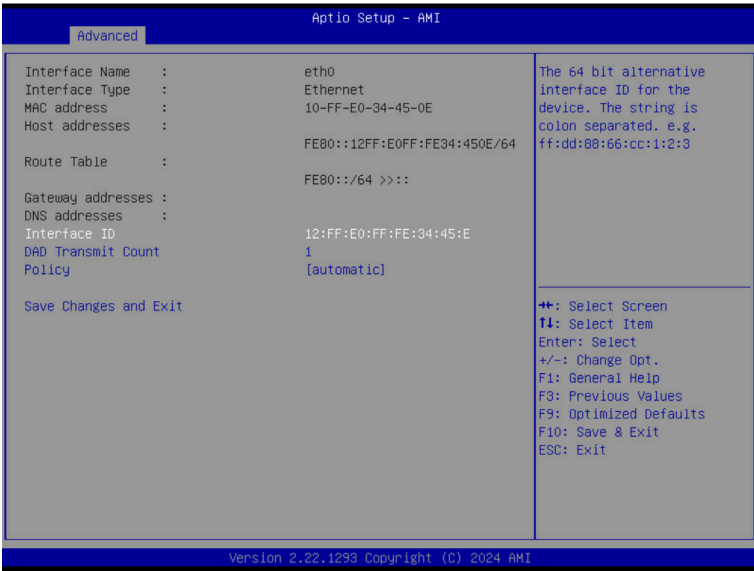 Aptio Setup - AMI
Advanced
Interface Name : eth0
Interface Type : Ethernet
MAC address : 10-FF-E0-34-45-0E
Host addresses :
FE80::12FF:E0FF:FE34:450E/64
Route Table :
FE80::/64 >>::
Gateway addresses :
DNS addresses :
Interface ID 12:FF:E0:FF:FE:34:45:E
DAD Transmit Count 1
Policy [automatic]
Save Changes and Exit
The 64 bit alternative
interface ID for the
device. The string is
colon separated. e.g.
ff:dd:88:66:cc:1:2:3
→←: Select Screen
↑↓: Select Item
Enter: Select
+/-: Change Opt.
F1: General Help
F3: Previous Values
F9: Optimized Defaults
F10: Save & Exit
ESC: Exit
Version 2.22.1293 Copyright (C) 2024 AMI